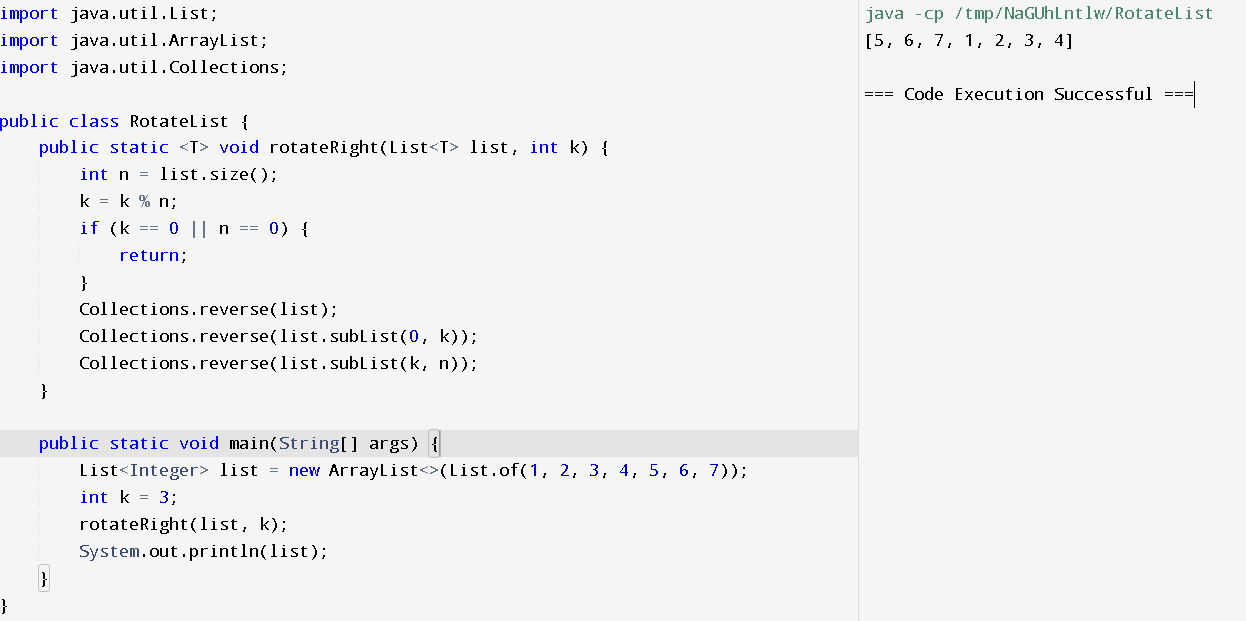 import java.util.List;
import java.util.ArrayList;
import java.util.Collections;

public class RotateList {
    public static <T> void rotateRight(List<T> list, int k) {
        int n = list.size();
        k = k % n;
        if (k == 0 || n == 0) {
            return;
        }
        Collections.reverse(list);
        Collections.reverse(list.subList(0, k));
        Collections.reverse(list.subList(k, n));
    }

    public static void main(String[] args) {
        List<Integer> list = new ArrayList<>(List.of(1, 2, 3, 4, 5, 6, 7));
        int k = 3;
        rotateRight(list, k);
        System.out.println(list);
    }
}
java -cp /tmp/NaGUhLntlw/RotateList
[5, 6, 7, 1, 2, 3, 4]

=== Code Execution Successful ===